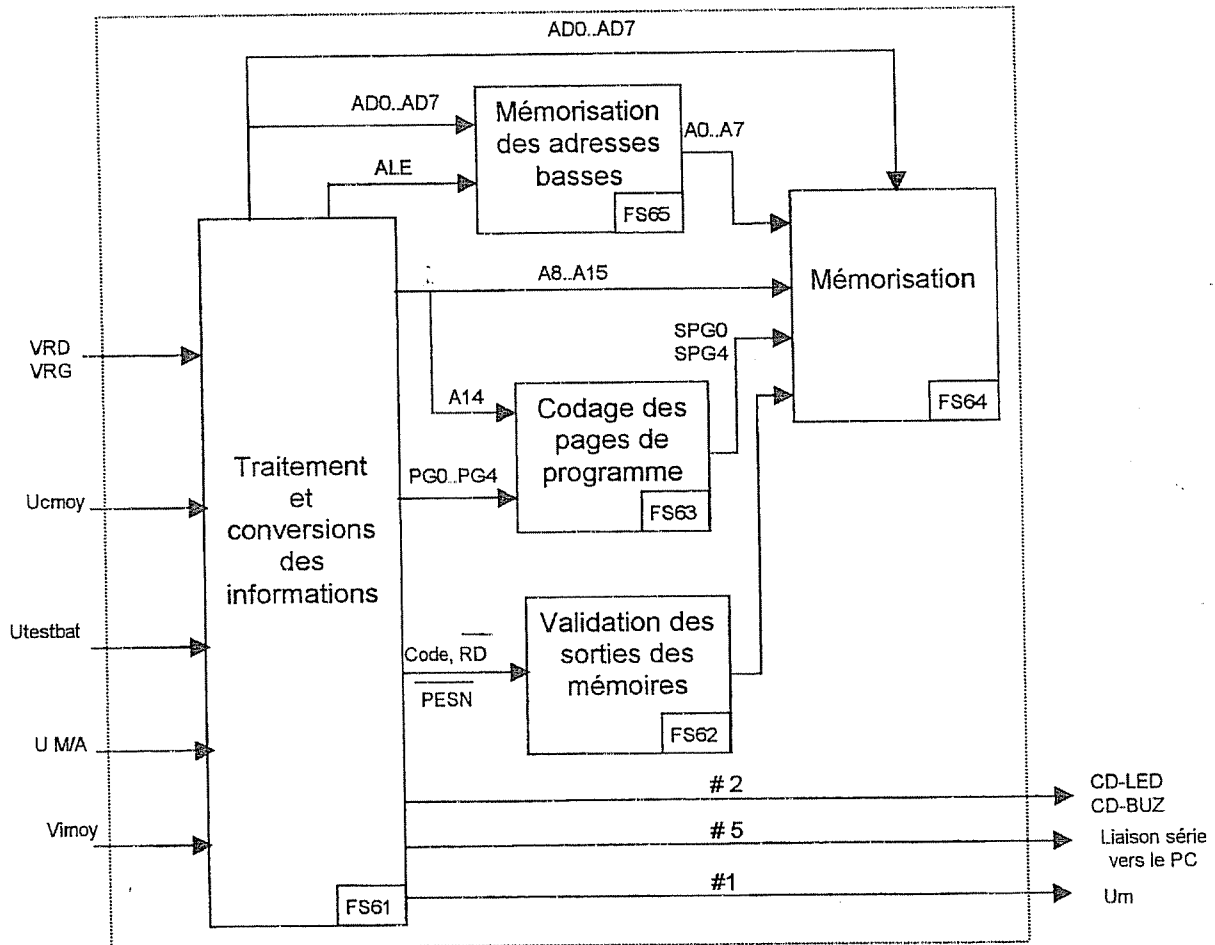 AD0..AD7
AD0..AD7
Mémorisation
des adresses
basses
FS65
A0..A7
ALE
A8..A15
Mémorisation
FS64
VRD
VRG
SPG0
SPG4
A14
Codage des
pages de
programme
FS63
PG0..PG4
Traitement
et
conversions
des
informations
FS61
Ucmoy
Utestbat
Code, RD
PESN
Validation des
sorties des
mémoires
FS62
U M/A
# 2
CD-LED
CD-BUZ
Vimoy
# 5
Liaison série
vers le PC
#1
Um